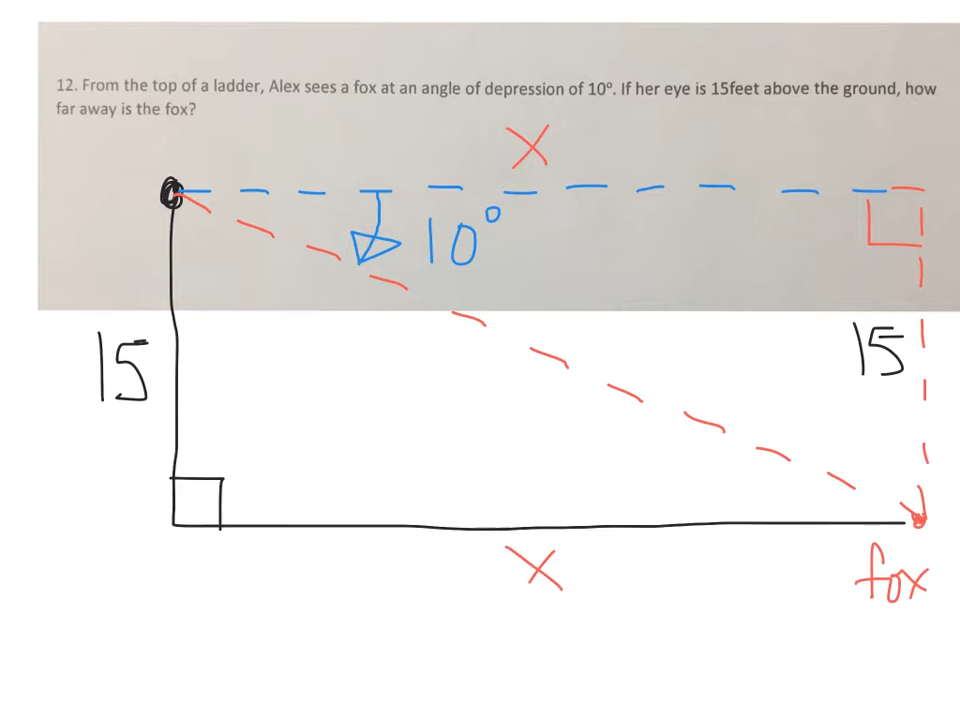 12. From the top of a ladder, Alex sees a fox at an angle of depression of 10º. If her eye is 15feet above the ground, how
far away is the fox?
X
10°
15
15
X
fox